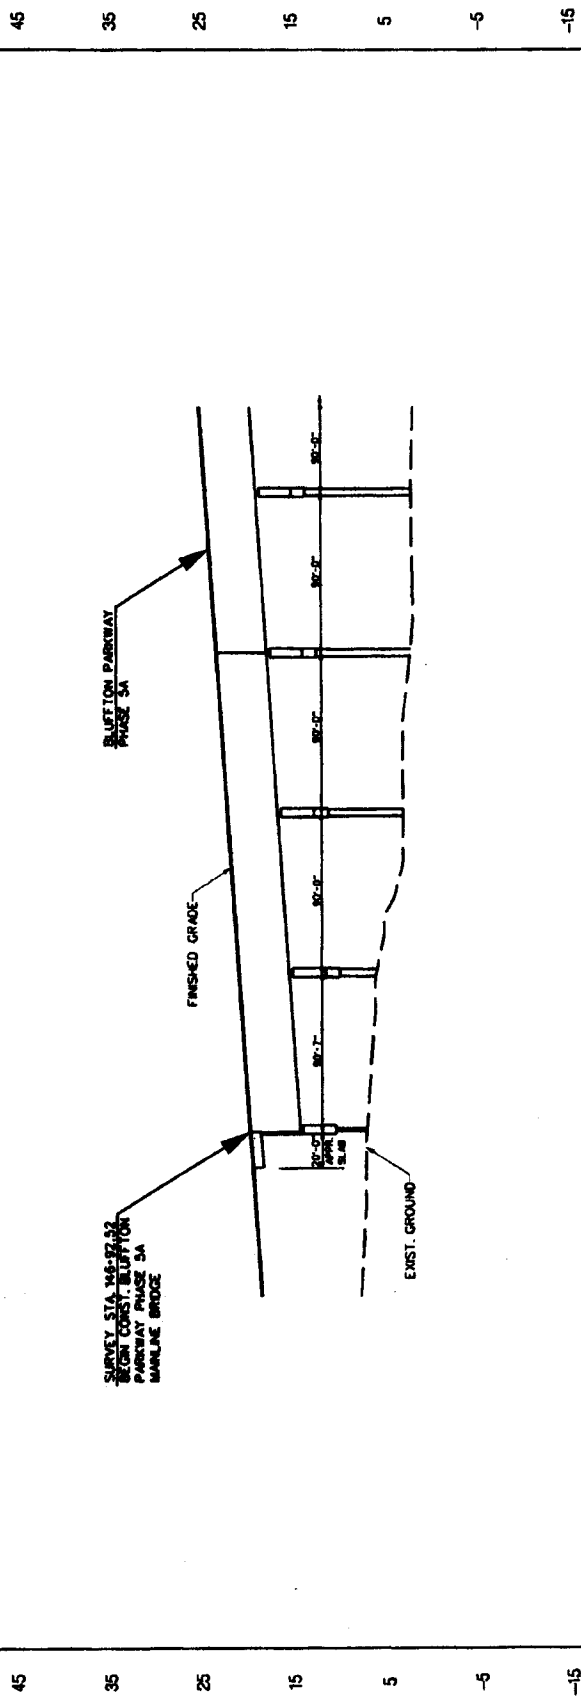 45
35
25
15
5
-5
-15
SURVEY STA. 146+92.52
BEGIN CONST. BLUFFTON
PARKWAY PHASE 5A
MAINLINE BRIDGE
FINISHED GRADE
BLUFFTON PARKWAY
PHASE 5A
20'-0"
APPR.
SLAB
90'-7"
90'-0"
90'-0"
90'-0"
90'-0"
EXIST. GROUND
45
35
25
15
5
-5
-15